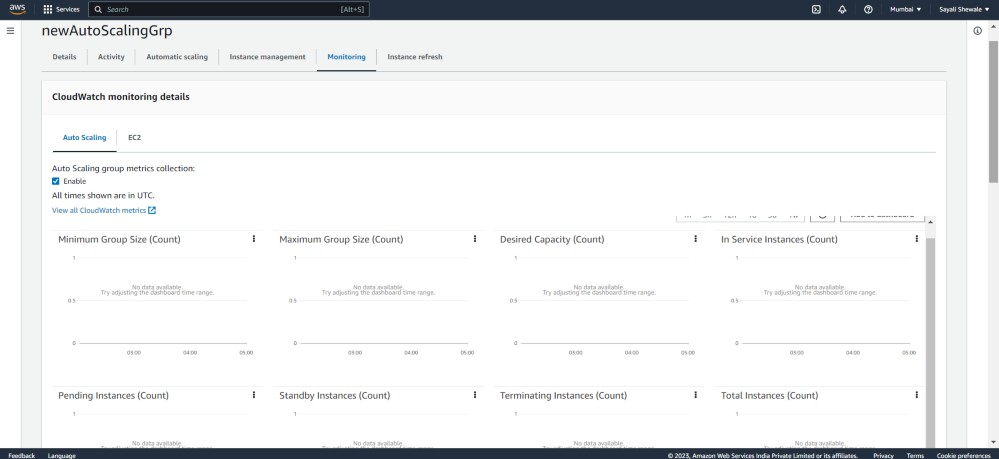 aws Services Search [Alt+S] Mumbai ▼ Sayali Shewale ▼
newAutoScalingGrp
Details Activity Automatic scaling Instance management Monitoring Instance refresh
CloudWatch monitoring details
Auto Scaling EC2
Auto Scaling group metrics collection:
Enable
All times shown are in UTC.
View all CloudWatch metrics
Minimum Group Size (Count) Maximum Group Size (Count) Desired Capacity (Count) In Service Instances (Count)
1 1 1 1
No data available. No data available. No data available. No data available.
Try adjusting the dashboard time range. Try adjusting the dashboard time range. Try adjusting the dashboard time range. Try adjusting the dashboard time range.
0.5 0.5 0.5 0.5
0 0 0 0
03:00 04:00 05:00 03:00 04:00 05:00 03:00 04:00 05:00 03:00 04:00 05:00
Pending Instances (Count) Standby Instances (Count) Terminating Instances (Count) Total Instances (Count)
1 1 1 1
No data available. No data available. No data available. No data available.
Feedback Language © 2023, Amazon Web Services India Private Limited or its affiliates. Privacy Terms Cookie preferences